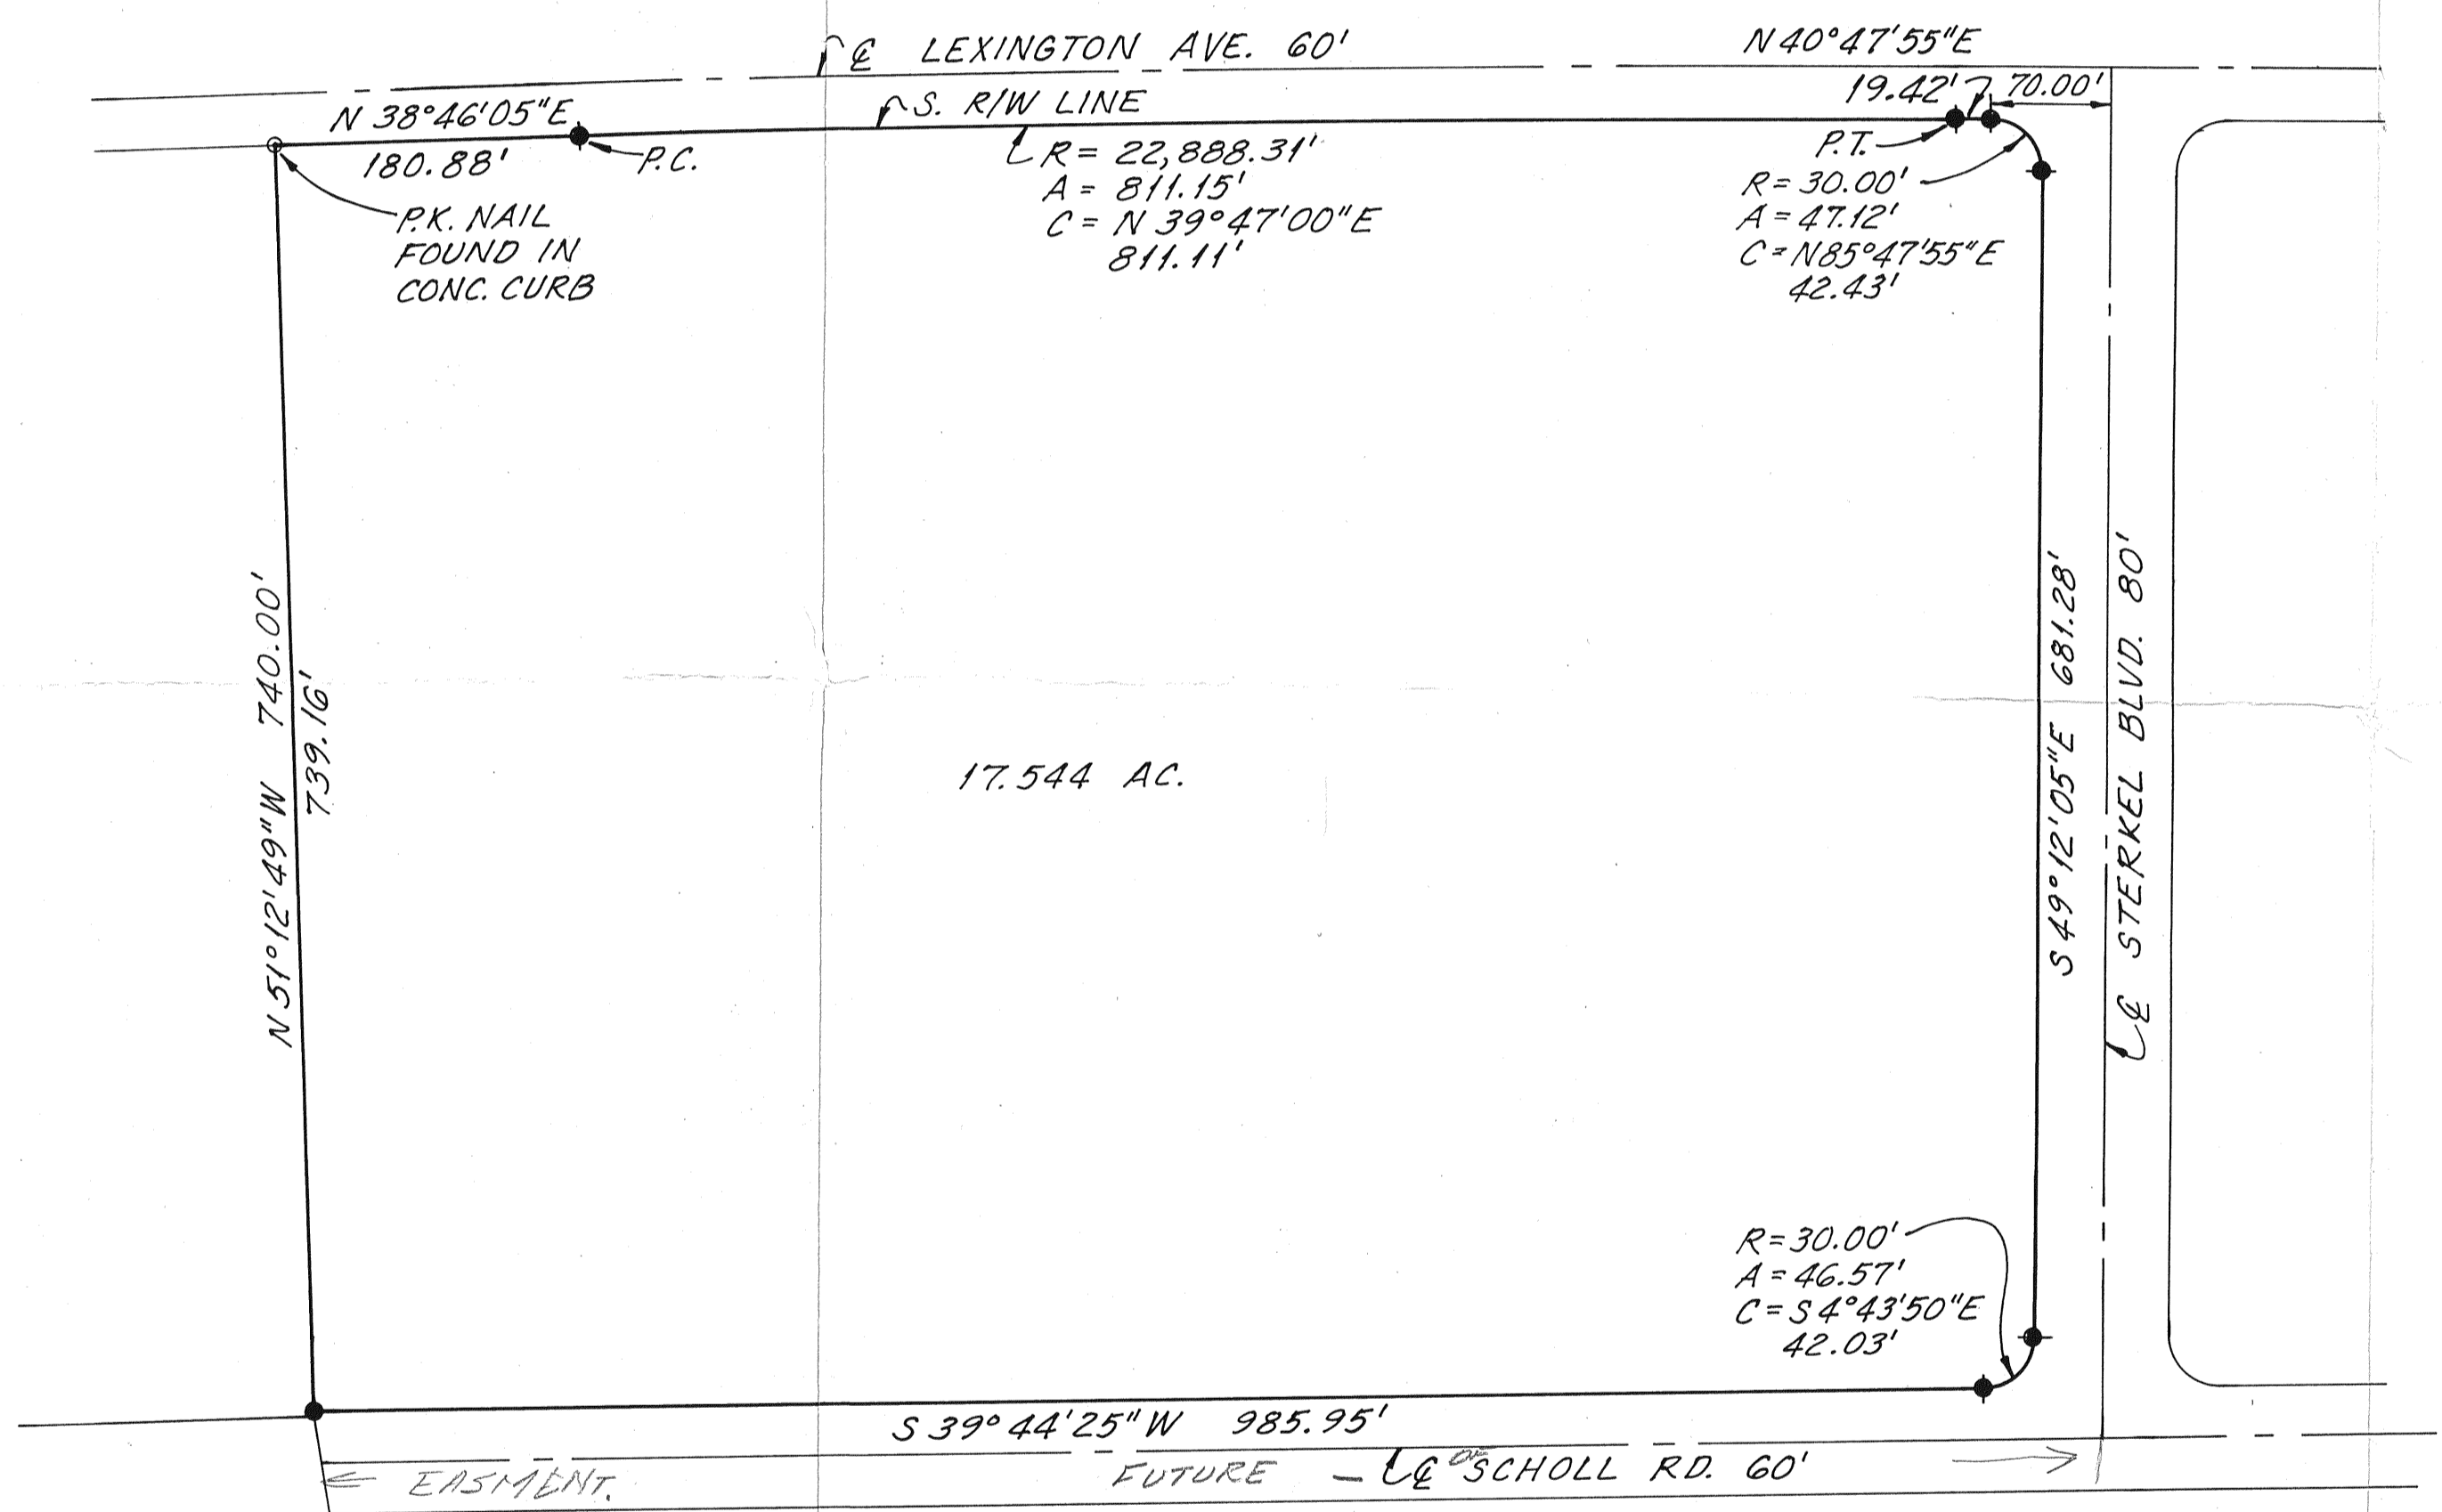 ℄ LEXINGTON AVE. 60'
N 40°47'55"E
19.42' 70.00'
N 38°46'05"E
S. R/W LINE
180.88'
P.C.
R = 22,888.31'
A = 811.15'
C = N 39°47'00"E
811.11'
P.T.
R = 30.00'
A = 47.12'
C = N85°47'55"E
42.43'
P.K. NAIL
FOUND IN
CONC. CURB
N 51°12'49"W 740.00'
739.16'
17.544 AC.
S 49°12'05"E 681.28'
℄ STERKEL BLVD. 80'
R = 30.00'
A = 46.57'
C = S 4°43'50"E
42.03'
S 39°44'25"W 985.95'
← EASMENT. FUTURE - ℄ OF SCHOLL RD. 60' →